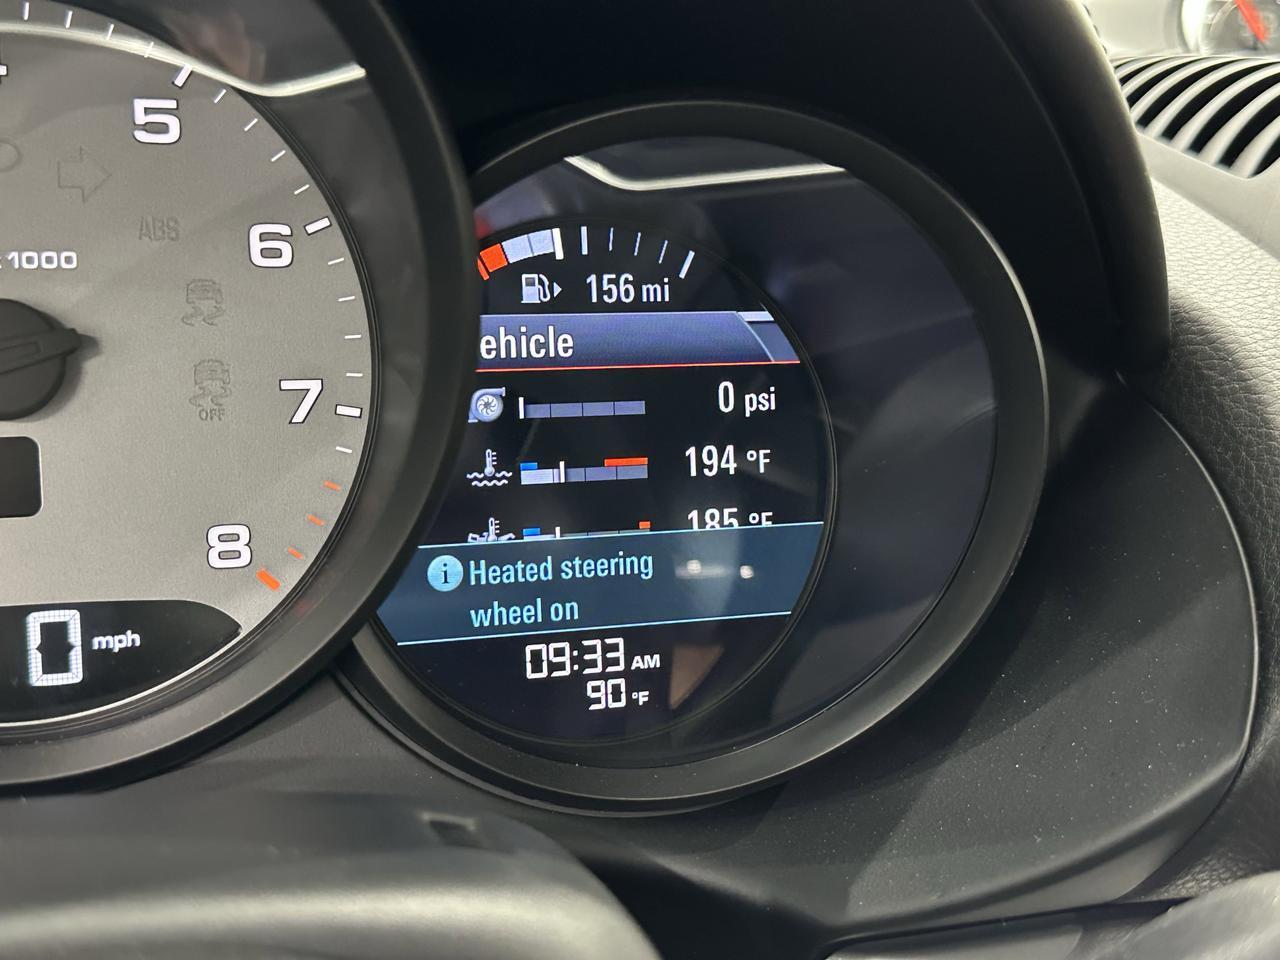 5
6
7
8
x1000
ABS
OFF
0 mph
156 mi
ehicle
0 psi
194 °F
185 °F
i Heated steering
wheel on
09:33 AM
90 °F